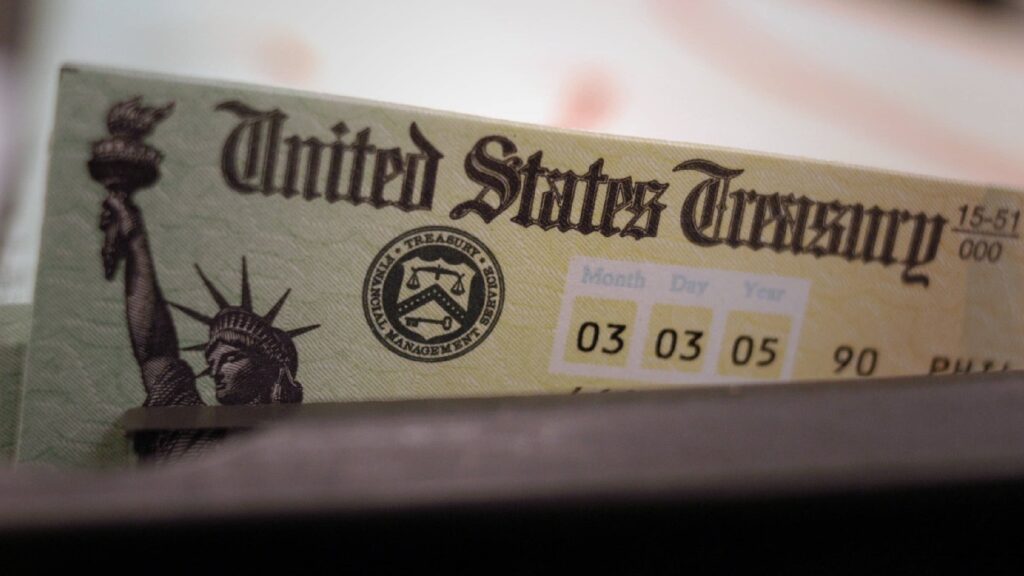 United States Treasury
15-51
000
TREASURY
FINANCIAL MANAGEMENT SERVICE
Month Day Year
03 03 05
90